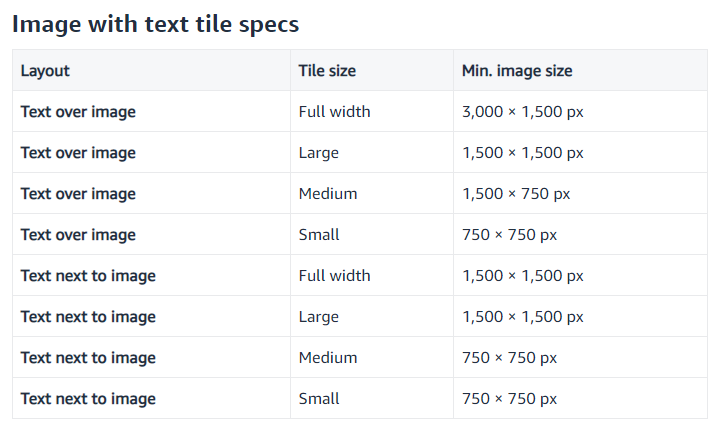 Image with text tile specs
Layout Tile size Min. image size
Text over image Full width 3,000 × 1,500 px
Text over image Large 1,500 × 1,500 px
Text over image Medium 1,500 × 750 px
Text over image Small 750 × 750 px
Text next to image Full width 1,500 × 1,500 px
Text next to image Large 1,500 × 1,500 px
Text next to image Medium 750 × 750 px
Text next to image Small 750 × 750 px